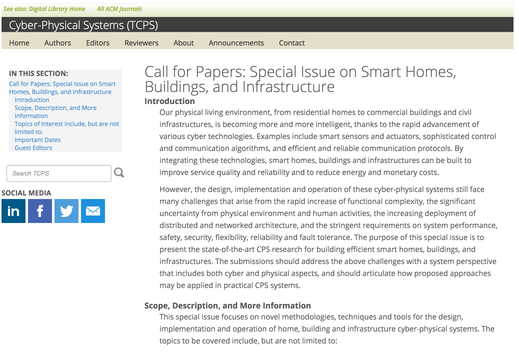 See also: Digital Library Home All ACM Journals
Cyber-Physical Systems (TCPS)
Home Authors Editors Reviewers About Announcements Contact
IN THIS SECTION:
Call for Papers: Special Issue on Smart
Homes, Buildings, and Infrastructure
Introduction
Scope, Description, and More
Information
Topics of Interest include, but are not
limited to:
Important Dates
Guest Editors
Search TCPS
SOCIAL MEDIA
in f
Call for Papers: Special Issue on Smart Homes,
Buildings, and Infrastructure
Introduction
Our physical living environment, from residential homes to commercial buildings and civil
infrastructures, is becoming more and more intelligent, thanks to the rapid advancement of
various cyber technologies. Examples include smart sensors and actuators, sophisticated control
and communication algorithms, and efficient and reliable communication protocols. By
integrating these technologies, smart homes, buildings and infrastructures can be built to
improve service quality and reliability and to reduce energy and monetary costs.
However, the design, implementation and operation of these cyber-physical systems still face
many challenges that arise from the rapid increase of functional complexity, the significant
uncertainty from physical environment and human activities, the increasing deployment of
distributed and networked architecture, and the stringent requirements on system performance,
safety, security, flexibility, reliability and fault tolerance. The purpose of this special issue is to
present the state-of-the-art CPS research for building efficient smart homes, buildings, and
infrastructures. The submissions should address the above challenges with a system perspective
that includes both cyber and physical aspects, and should articulate how proposed approaches
may be applied in practical CPS systems.
Scope, Description, and More Information
This special issue focuses on novel methodologies, techniques and tools for the design,
implementation and operation of home, building and infrastructure cyber-physical systems. The
topics to be covered include, but are not limited to: